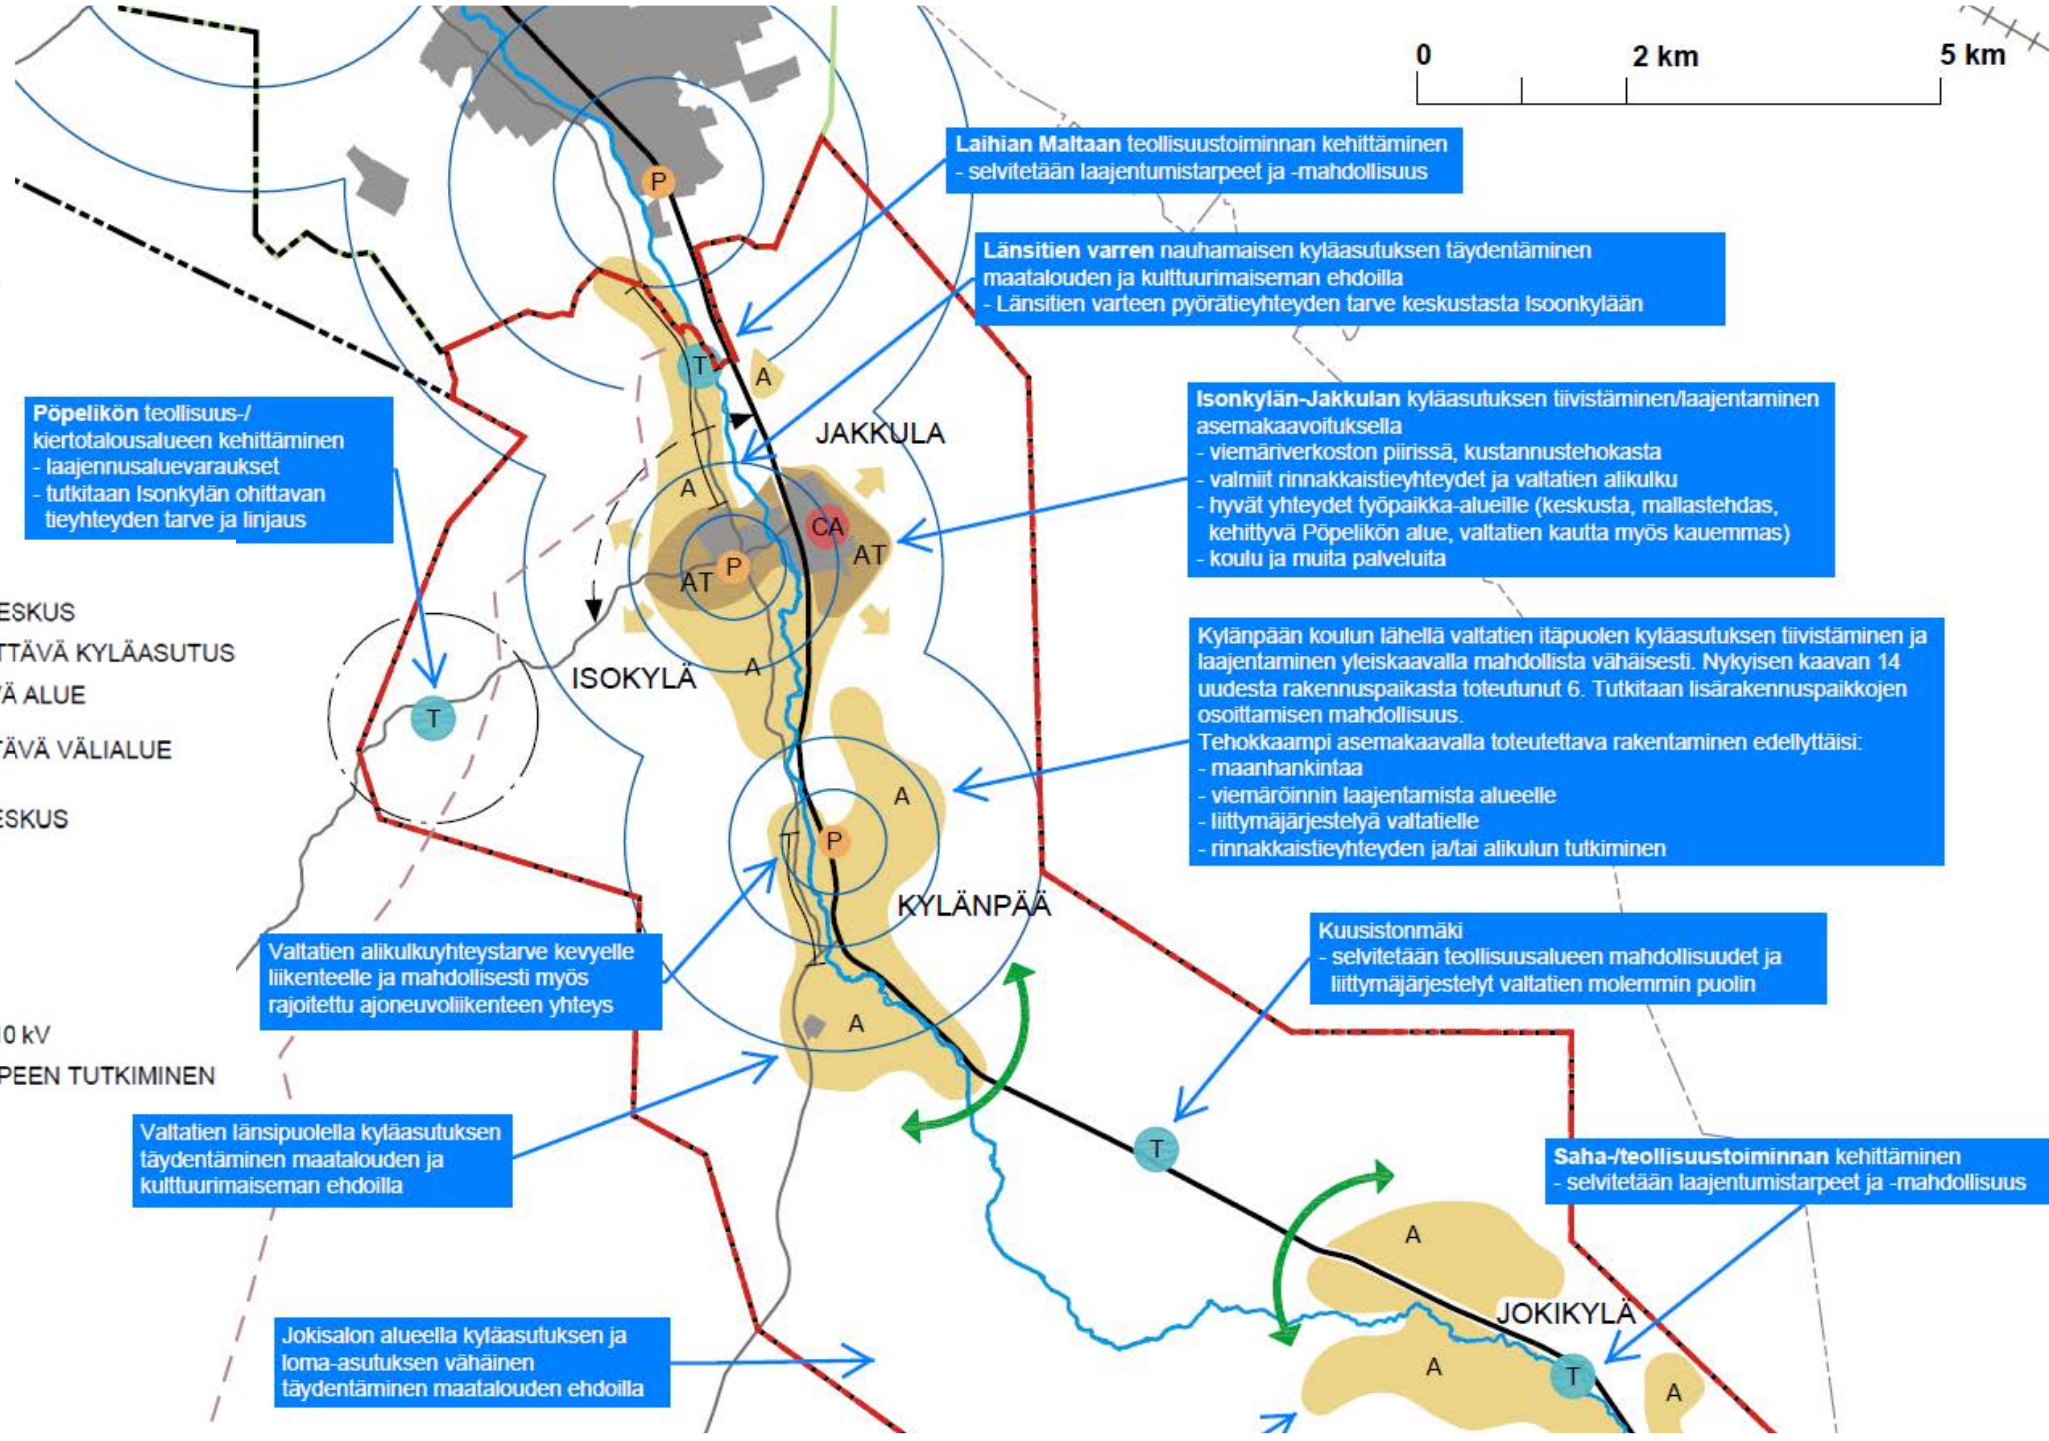 0 2 km 5 km
Laihian Maltaan teollisuustoiminnan kehittäminen
- selvitetään laajentumistarpeet ja -mahdollisuus
P
Länsitien varren nauhamaisen kyläasutuksen täydentäminen
maatalouden ja kulttuurimaiseman ehdoilla
- Länsitien varteen pyörätieyhteyden tarve keskustasta Isoonkylään
T
A
Pöpelikön teollisuus-/
kiertotalousalueen kehittäminen
- laajennusaluevaraukset
- tutkitaan Isonkylän ohittavan
tieyhteyden tarve ja linjaus
JAKKULA
Isonkylän-Jakkulan kyläasutuksen tiivistäminen/laajentaminen
asemakaavoituksella
- viemäriverkoston piirissä, kustannustehokasta
- valmiit rinnakkaistieyhteydet ja valtatien alikulku
- hyvät yhteydet työpaikka-alueille (keskusta, mallastehdas,
kehittyvä Pöpelikön alue, valtatien kautta myös kauemmas)
- koulu ja muita palveluita
A
CA
AT
P
AT
ESKUS
TTÄVÄ KYLÄASUTUS
Ä ALUE
TÄVÄ VÄLIALUE
ESKUS
ISOKYLÄ
A
T
Kylänpään koulun lähellä valtatien itäpuolen kyläasutuksen tiivistäminen ja
laajentaminen yleiskaavalla mahdollista vähäisesti. Nykyisen kaavan 14
uudesta rakennuspaikasta toteutunut 6. Tutkitaan lisärakennuspaikkojen
osoittamisen mahdollisuus.
Tehokkaampi asemakaavalla toteutettava rakentaminen edellyttäisi:
- maanhankintaa
- viemäröinnin laajentamista alueelle
- liittymäjärjestelyä valtatielle
- rinnakkaistieyhteyden ja/tai alikulun tutkiminen
A
P
KYLÄNPÄÄ
Valtatien alikulkuyhteystarve kevyelle
liikenteelle ja mahdollisesti myös
rajoitettu ajoneuvoliikenteen yhteys
Kuusistonmäki
- selvitetään teollisuusalueen mahdollisuudet ja
liittymäjärjestelyt valtatien molemmin puolin
A
10 kV
PEEN TUTKIMINEN
Valtatien länsipuolella kyläasutuksen
täydentäminen maatalouden ja
kulttuurimaiseman ehdoilla
T
Saha-/teollisuustoiminnan kehittäminen
- selvitetään laajentumistarpeet ja -mahdollisuus
A
JOKIKYLÄ
Jokisalon alueella kyläasutuksen ja
loma-asutuksen vähäinen
täydentäminen maatalouden ehdoilla
A
T
A